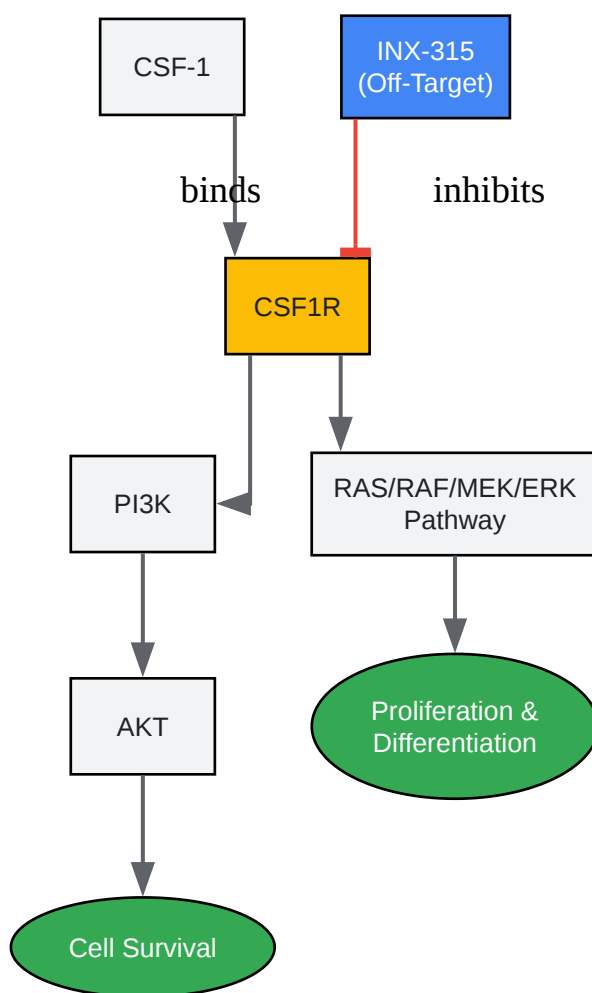 CSF-1
INX-315
(Off-Target)
binds
inhibits
CSF1R
PI3K
RAS/RAF/MEK/ERK
Pathway
AKT
Proliferation &
Differentiation
Cell Survival